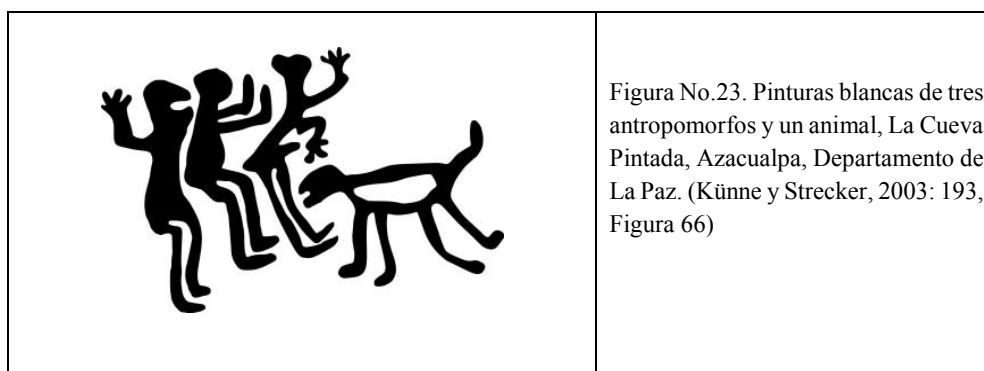 Figura No.23. Pinturas blancas de tres
antropomorfos y un animal, La Cueva
Pintada, Azacualpa, Departamento de
La Paz. (Künne y Strecker, 2003: 193,
Figura 66)